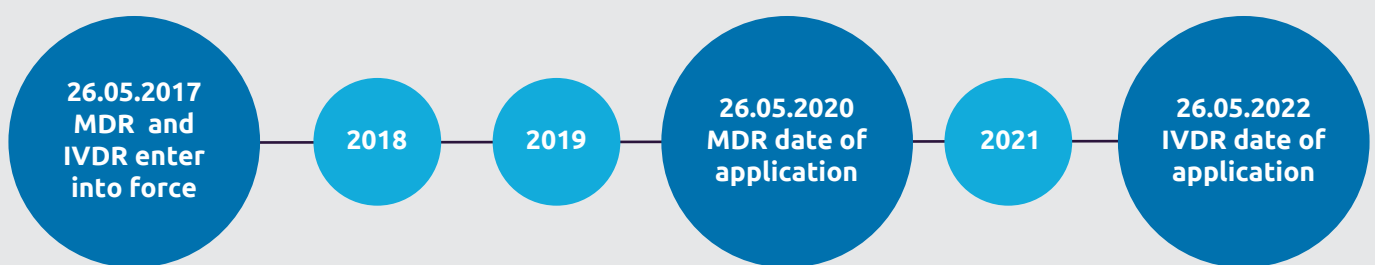 26.05.2017
MDR and
IVDR enter
into force
2018
2019
26.05.2020
MDR date of
application
2021
26.05.2022
IVDR date of
application